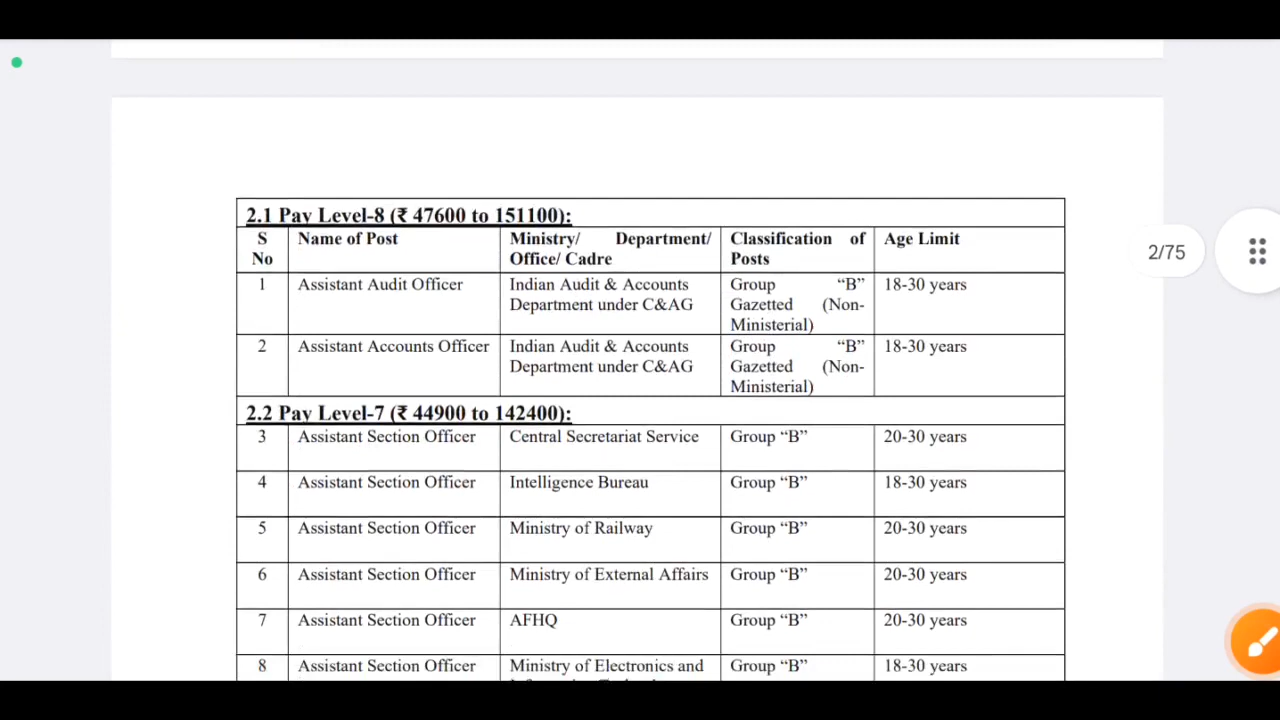 2.1 Pay Level-8 (₹ 47600 to 151100):
S No Name of Post Ministry/ Department/ Office/ Cadre Classification of Posts Age Limit
1 Assistant Audit Officer Indian Audit & Accounts Department under C&AG Group “B” Gazetted (Non-Ministerial) 18-30 years
2 Assistant Accounts Officer Indian Audit & Accounts Department under C&AG Group “B” Gazetted (Non-Ministerial) 18-30 years
2.2 Pay Level-7 (₹ 44900 to 142400):
3 Assistant Section Officer Central Secretariat Service Group “B” 20-30 years
4 Assistant Section Officer Intelligence Bureau Group “B” 18-30 years
5 Assistant Section Officer Ministry of Railway Group “B” 20-30 years
6 Assistant Section Officer Ministry of External Affairs Group “B” 20-30 years
7 Assistant Section Officer AFHQ Group “B” 20-30 years
8 Assistant Section Officer Ministry of Electronics and Group “B” 18-30 years
2/75